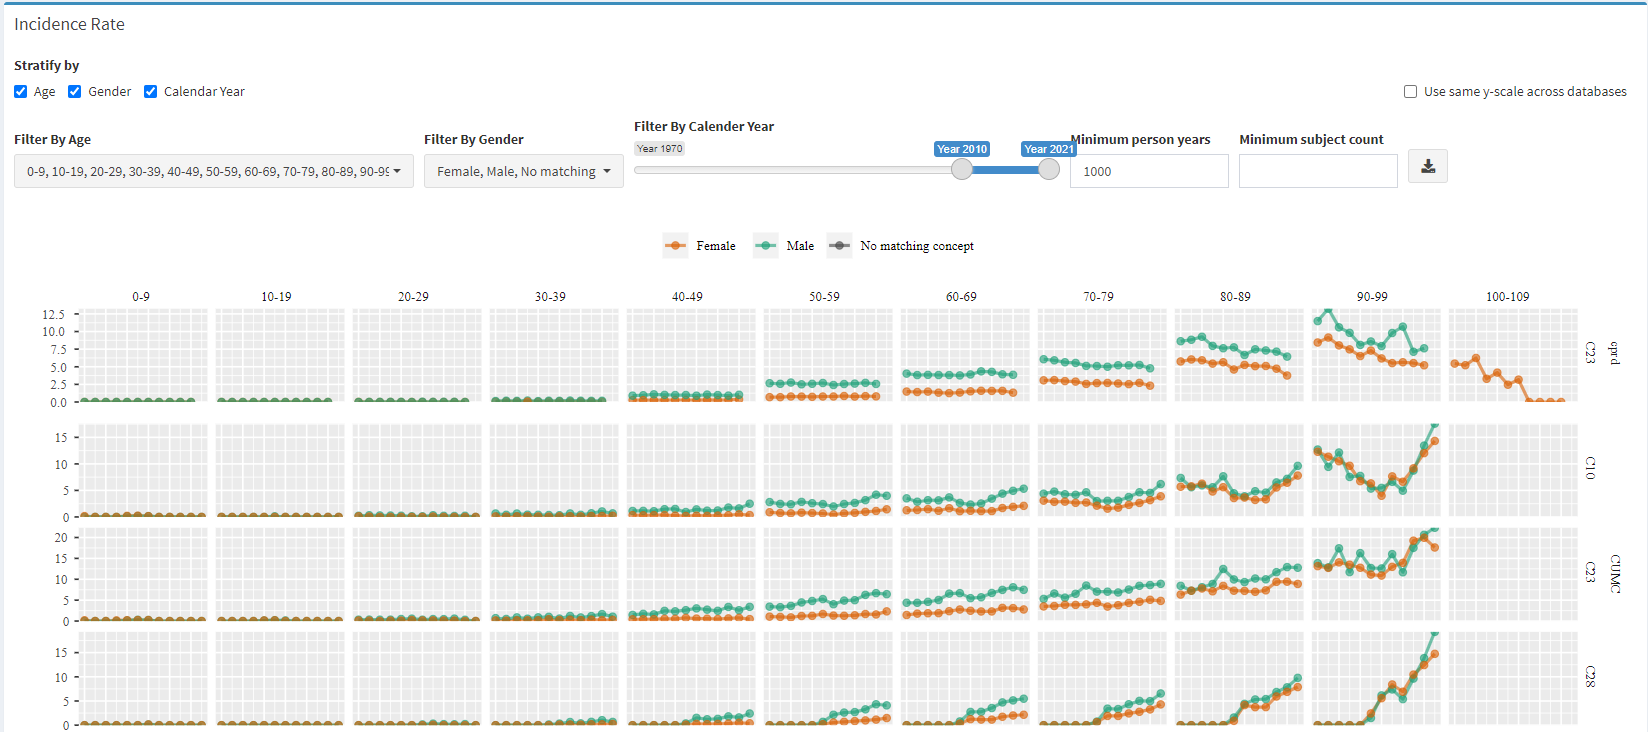 Incidence Rate
Stratify by
Age Gender Calendar Year Use same y-scale across databases
Filter By Age Filter By Gender Filter By Calender Year Minimum person years Minimum subject count
Year 1970 Year 2010 Year 2021
0-9, 10-19, 20-29, 30-39, 40-49, 50-59, 60-69, 70-79, 80-89, 90-99 Female, Male, No matching 1000
Female Male No matching concept
0-9 10-19 20-29 30-39 40-49 50-59 60-69 70-79 80-89 90-99 100-109
12.5
10.0
7.5
5.0
2.5
0.0
C23 cprd
15
10
5
0
C10
20
15
10
5
0
C23 CUMC
15
10
5
0
C28